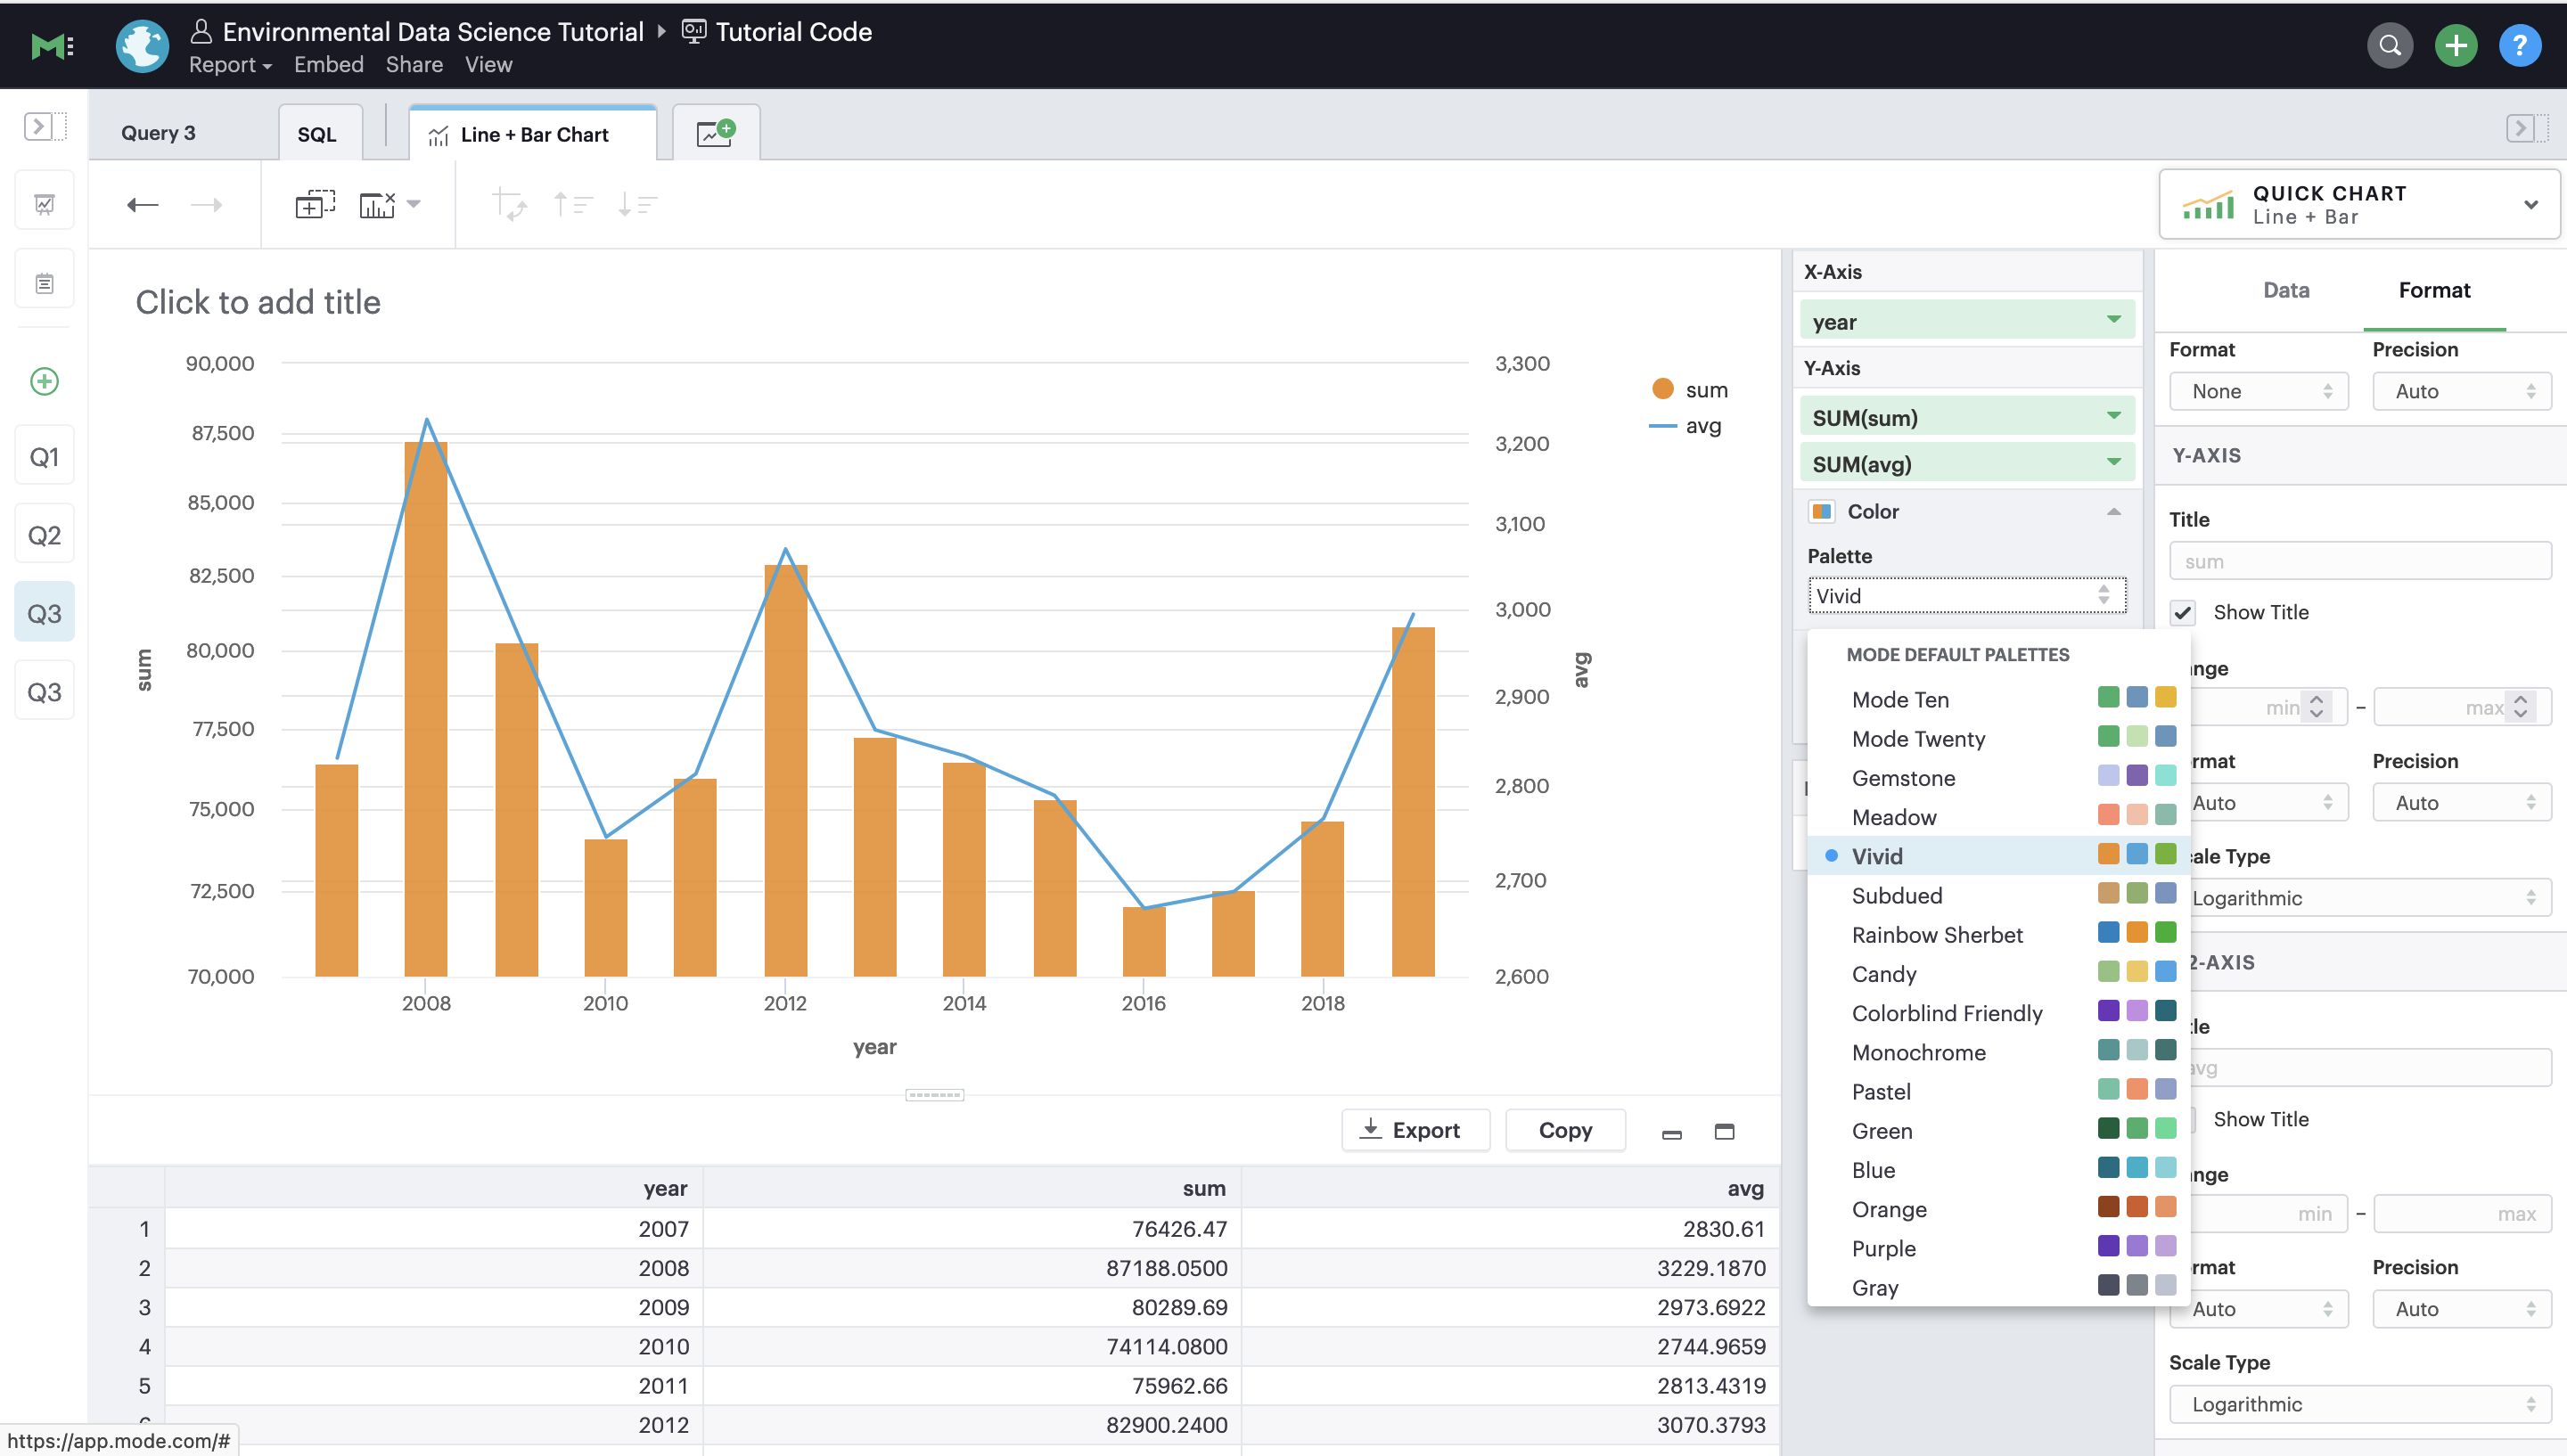 Environmental Data Science Tutorial Tutorial Code
Report Embed Share View
?
Query 3 SQL Line + Bar Chart
QUICK CHART
Line + Bar
Q1
Q2
Q3
Q3
Click to add title
90,000
87,500
85,000
82,500
80,000
77,500
75,000
72,500
70,000
sum
3,300
3,200
3,100
3,000
2,900
2,800
2,700
2,600
avg
2008 2010 2012 2014 2016 2018
year
sum
avg
X-Axis
year
Y-Axis
SUM(sum)
SUM(avg)
Color
Palette
Vivid
MODE DEFAULT PALETTES
Mode Ten
Mode Twenty
Gemstone
Meadow
Vivid
Subdued
Rainbow Sherbet
Candy
Colorblind Friendly
Monochrome
Pastel
Green
Blue
Orange
Purple
Gray
Data Format
Format Precision
None Auto
Y-AXIS
Title
sum
Show Title
nge
min – max
rmat Precision
Auto Auto
ale Type
Logarithmic
2-AXIS
tle
avg
Show Title
nge
min – max
rmat Precision
Auto Auto
Scale Type
Logarithmic
Export Copy
year sum avg
1 2007 76426.47 2830.61
2 2008 87188.0500 3229.1870
3 2009 80289.69 2973.6922
4 2010 74114.0800 2744.9659
5 2011 75962.66 2813.4319
6 2012 82900.2400 3070.3793
https://app.mode.com/#